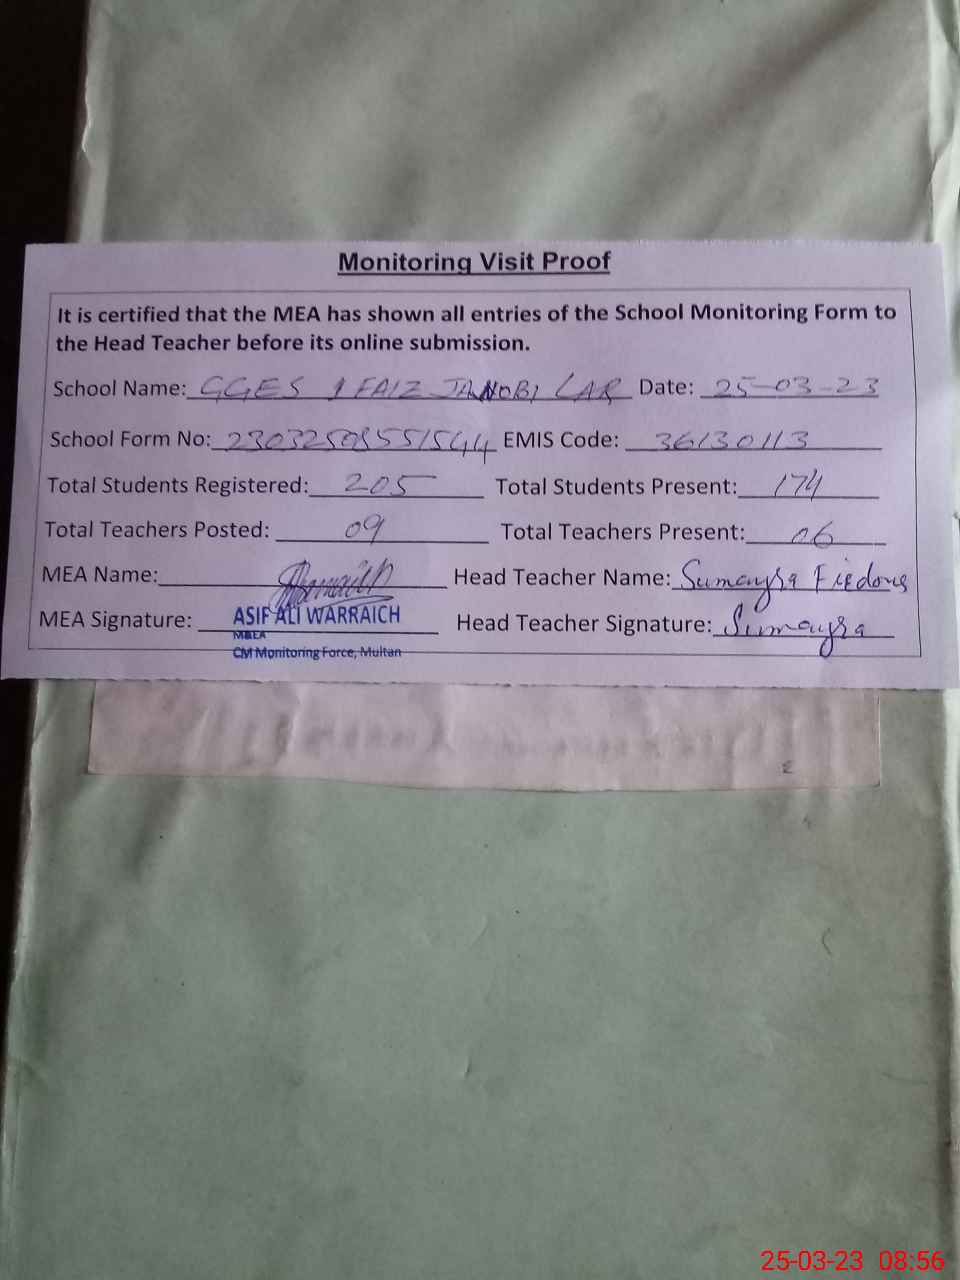 Monitoring Visit Proof
It is certified that the MEA has shown all entries of the School Monitoring Form to
the Head Teacher before its online submission.
School Name: GGES 1 FAIZ JANOBI LAR Date: 25-03-23
School Form No: 23032508551544 EMIS Code: 36130113
Total Students Registered: 205 Total Students Present: 174
Total Teachers Posted: 09 Total Teachers Present: 06
MEA Name: Head Teacher Name: Sumayra Firdous
MEA Signature: ASIF ALI WARRAICH Head Teacher Signature: Sumayra
M&EA
CM Monitoring Force, Multan
25-03-23 08:56